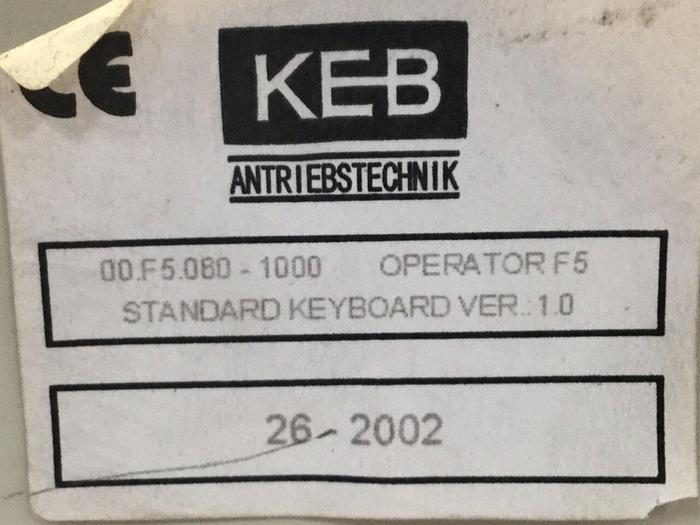 CE
KEB
ANTRIEBSTECHNIK
00.F5.080 - 1000 OPERATOR F5
STANDARD KEYBOARD VER.: 1.0
26 - 2002